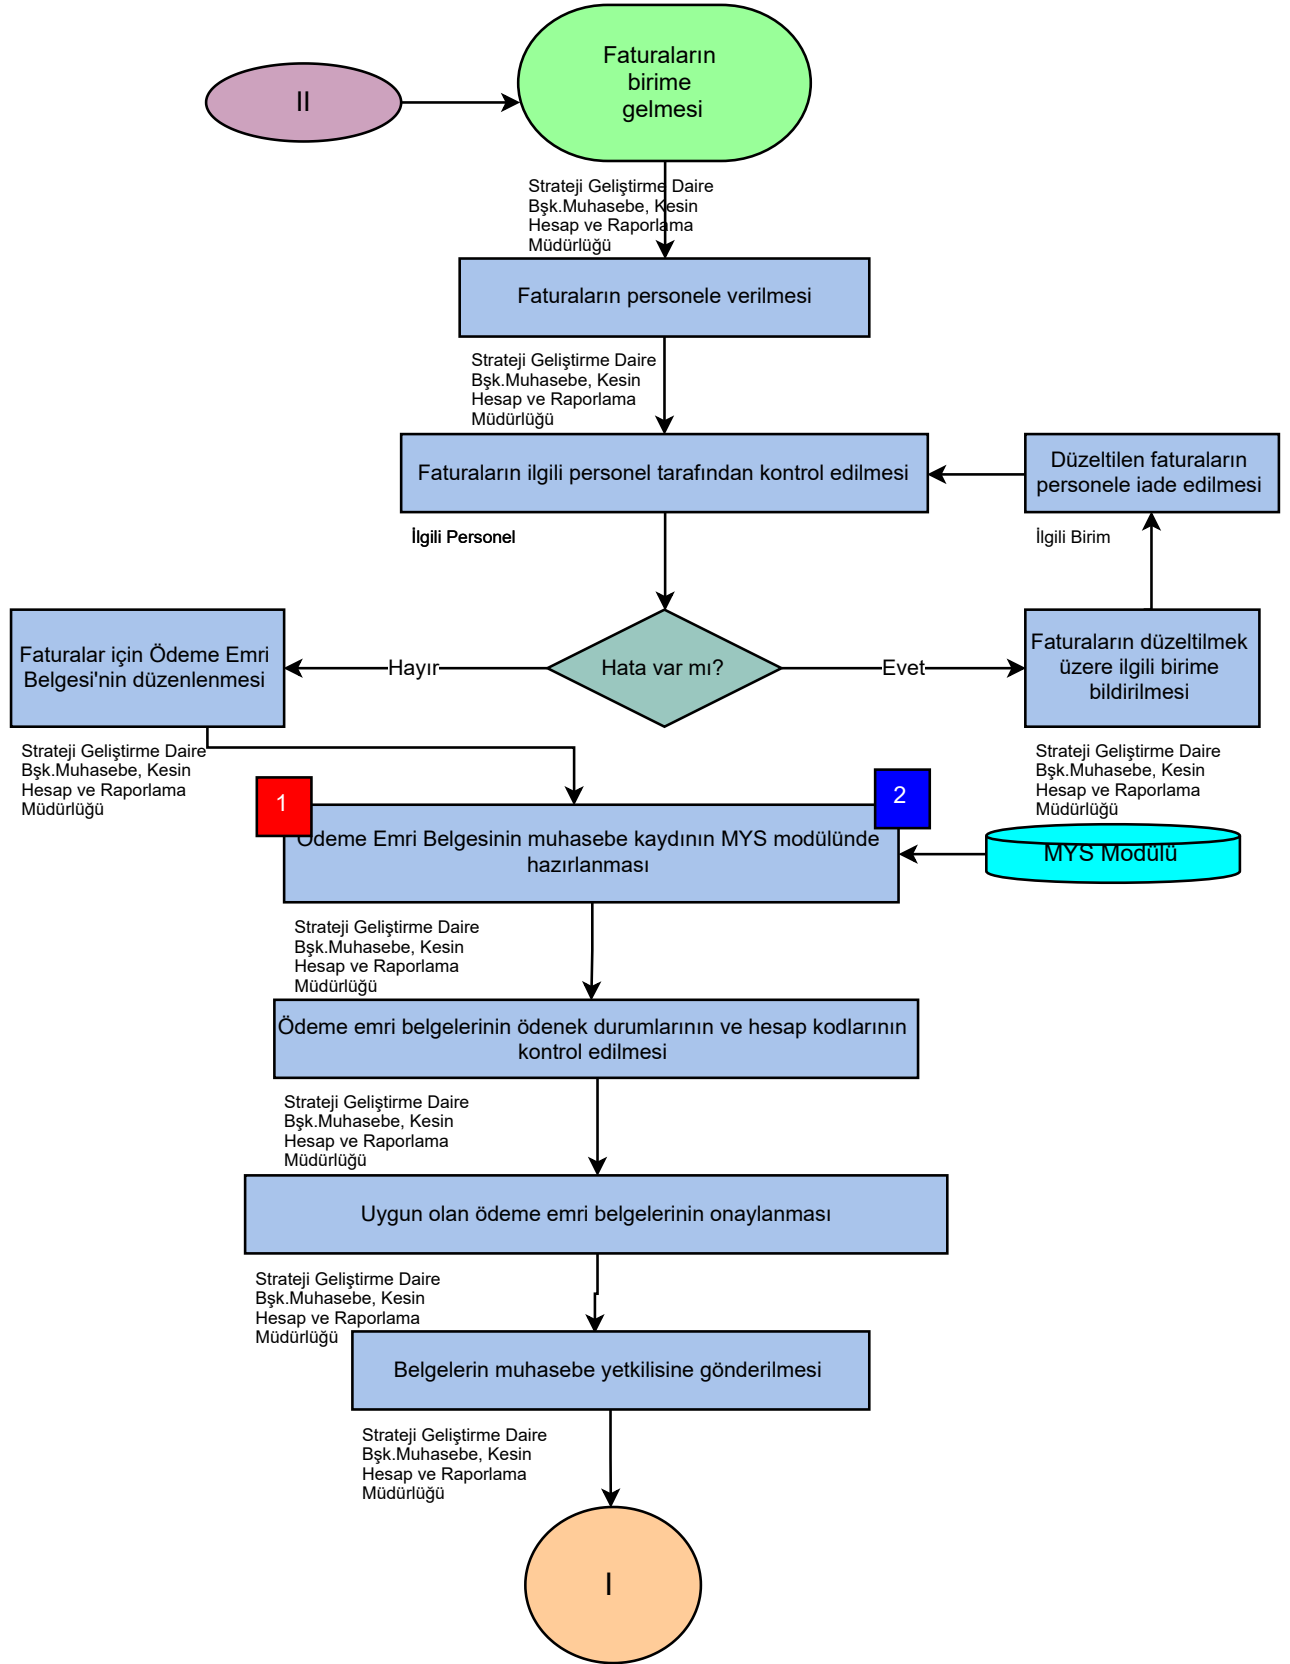 Faturaların
birime
gelmesi
II
Strateji Geliştirme Daire
Bşk.Muhasebe, Kesin
Hesap ve Raporlama
Müdürlüğü
Faturaların personele verilmesi
Strateji Geliştirme Daire
Bşk.Muhasebe, Kesin
Hesap ve Raporlama
Müdürlüğü
Faturaların ilgili personel tarafından kontrol edilmesi
Düzeltilen faturaların
personele iade edilmesi
İlgili Personel
İlgili Birim
Faturalar için Ödeme Emri
Belgesi'nin düzenlenmesi
Hayır
Hata var mı?
Evet
Faturaların düzeltilmek
üzere ilgili birime
bildirilmesi
Strateji Geliştirme Daire
Bşk.Muhasebe, Kesin
Hesap ve Raporlama
Müdürlüğü
Strateji Geliştirme Daire
Bşk.Muhasebe, Kesin
Hesap ve Raporlama
Müdürlüğü
1
2
Ödeme Emri Belgesinin muhasebe kaydının MYS modülünde
hazırlanması
MYS Modülü
Strateji Geliştirme Daire
Bşk.Muhasebe, Kesin
Hesap ve Raporlama
Müdürlüğü
Ödeme emri belgelerinin ödenek durumlarının ve hesap kodlarının
kontrol edilmesi
Strateji Geliştirme Daire
Bşk.Muhasebe, Kesin
Hesap ve Raporlama
Müdürlüğü
Uygun olan ödeme emri belgelerinin onaylanması
Strateji Geliştirme Daire
Bşk.Muhasebe, Kesin
Hesap ve Raporlama
Müdürlüğü
Belgelerin muhasebe yetkilisine gönderilmesi
Strateji Geliştirme Daire
Bşk.Muhasebe, Kesin
Hesap ve Raporlama
Müdürlüğü
I